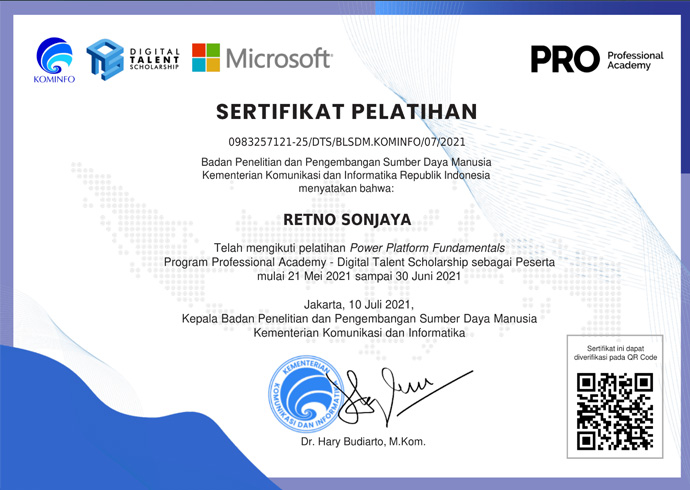 KOMINFO
DIGITAL
TALENT
SCHOLARSHIP
Microsoft
PRO Professional
Academy
SERTIFIKAT PELATIHAN
0983257121-25/DTS/BLSDM.KOMINFO/07/2021
Badan Penelitian dan Pengembangan Sumber Daya Manusia
Kementerian Komunikasi dan Informatika Republik Indonesia
menyatakan bahwa:
RETNO SONJAYA
Telah mengikuti pelatihan Power Platform Fundamentals
Program Professional Academy - Digital Talent Scholarship sebagai Peserta
mulai 21 Mei 2021 sampai 30 Juni 2021
Jakarta, 10 Juli 2021,
Kepala Badan Penelitian dan Pengembangan Sumber Daya Manusia
Kementerian Komunikasi dan Informatika
Sertifikat ini dapat
diverifikasi pada QR Code
KEMENTERIAN
KOMUNIKASI DAN INFORMATIKA
Dr. Hary Budiarto, M.Kom.